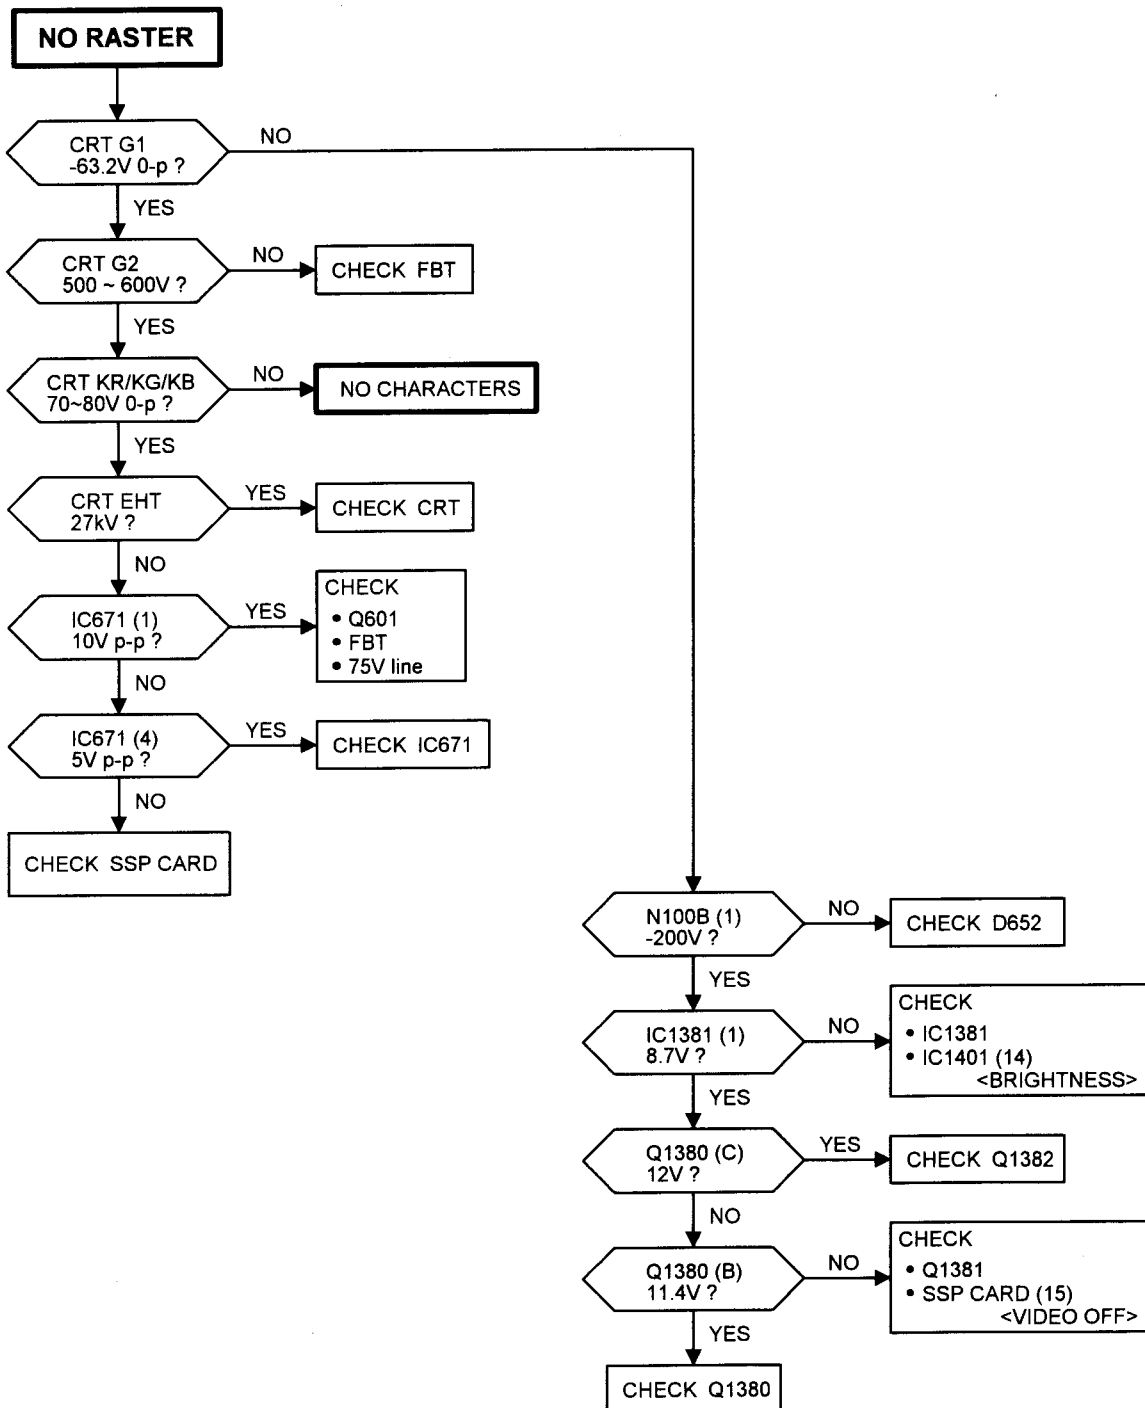 NO RASTER
CRT G1
-63.2V 0-p ?
NO
YES
CRT G2
500 ~ 600V ?
NO
CHECK FBT
YES
CRT KR/KG/KB
70~80V 0-p ?
NO
NO CHARACTERS
YES
CRT EHT
27kV ?
YES
CHECK CRT
NO
IC671 (1)
10V p-p ?
YES
CHECK
• Q601
• FBT
• 75V line
NO
IC671 (4)
5V p-p ?
YES
CHECK IC671
NO
CHECK SSP CARD
N100B (1)
-200V ?
NO
CHECK D652
YES
IC1381 (1)
8.7V ?
NO
CHECK
• IC1381
• IC1401 (14)
<BRIGHTNESS>
YES
Q1380 (C)
12V ?
YES
CHECK Q1382
NO
Q1380 (B)
11.4V ?
NO
CHECK
• Q1381
• SSP CARD (15)
<VIDEO OFF>
YES
CHECK Q1380